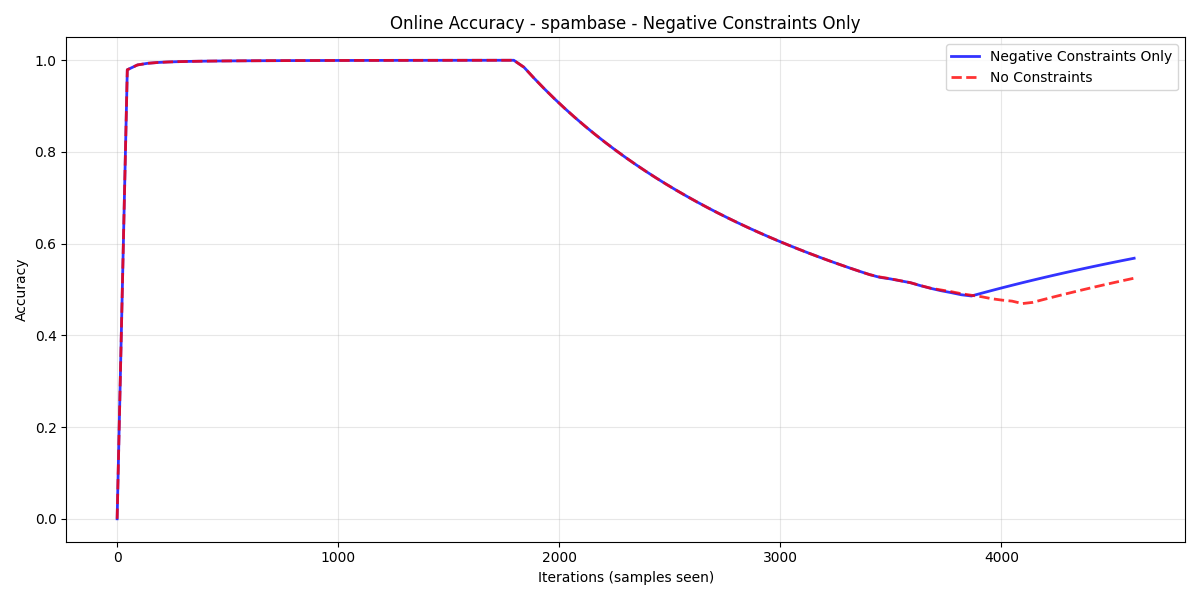 Online Accuracy - spambase - Negative Constraints Only
Negative Constraints Only
No Constraints
Accuracy
1.0
0.8
0.6
0.4
0.2
0.0
0 1000 2000 3000 4000
Iterations (samples seen)